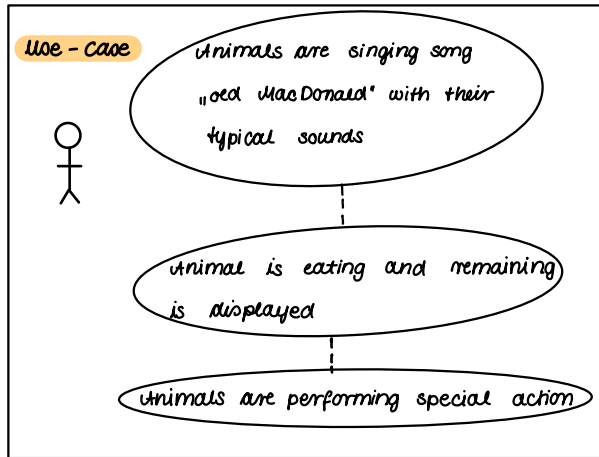 use - case
Animals are singing song
„oed MacDonald" with their
typical sounds
Animal is eating and remaining
is displayed
Animals are performing special action